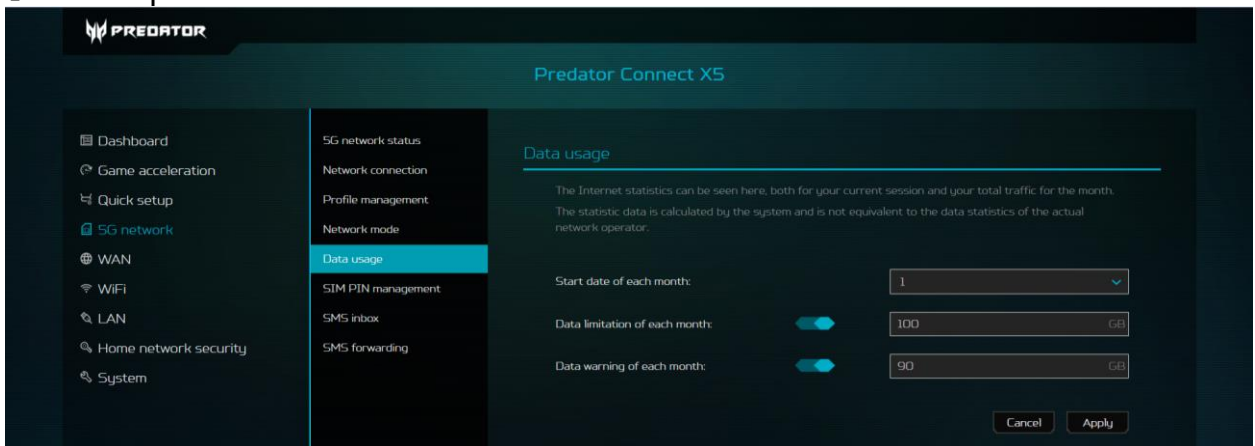 PREDATOR
Predator Connect X5
Dashboard
Game acceleration
Quick setup
5G network
WAN
WiFi
LAN
Home network security
System
5G network status
Network connection
Profile management
Network mode
Data usage
SIM PIN management
SMS inbox
SMS forwarding
Data usage
The Internet statistics can be seen here, both for your current session and your total traffic for the month.
The statistic data is calculated by the system and is not equivalent to the data statistics of the actual
network operator.
Start date of each month: 1
Data limitation of each month: 100 GB
Data warning of each month: 90 GB
Cancel Apply